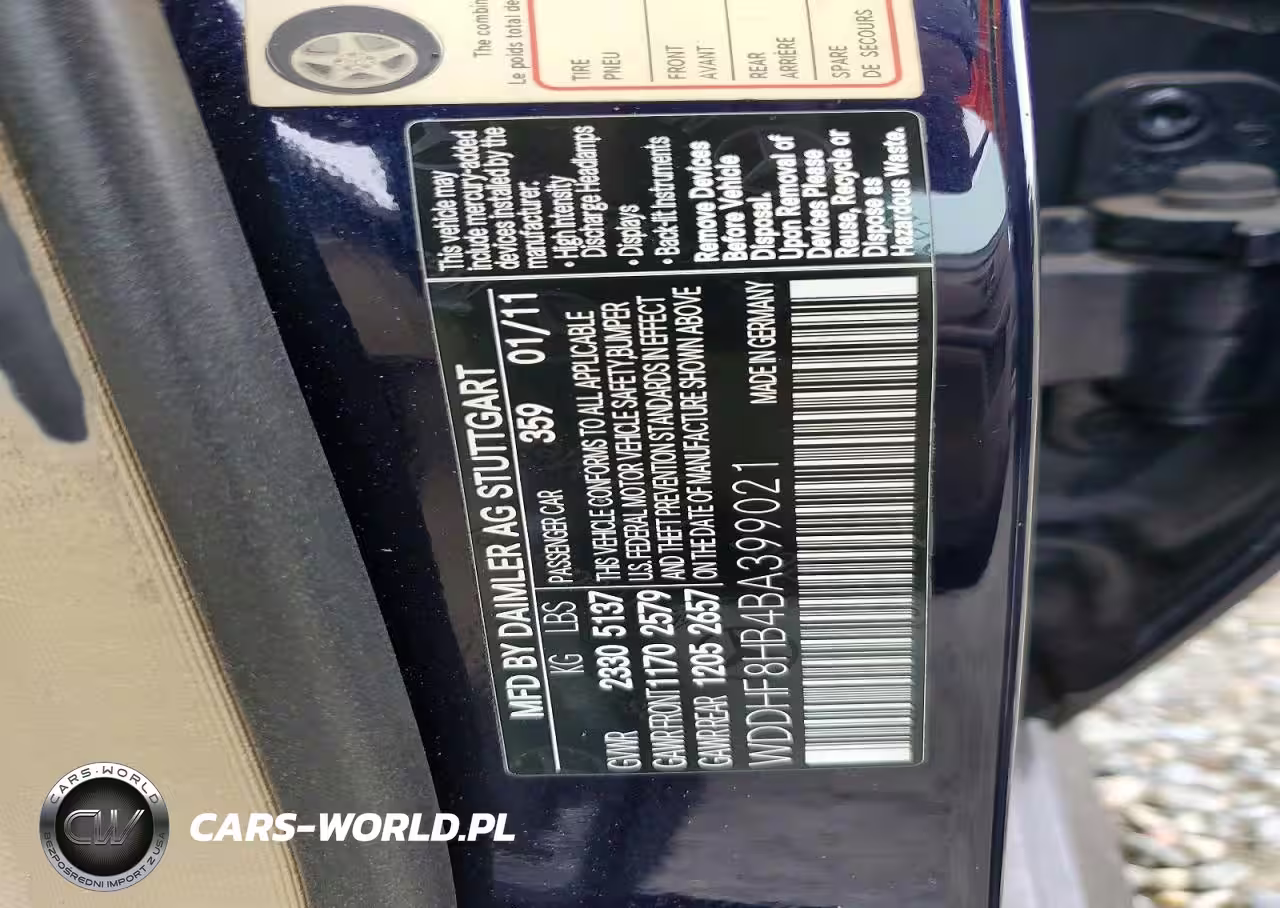 The combin
Le poids total de
TIRE
PNEU
FRONT
AVANT
REAR
ARRIÈRE
SPARE
DE SECOURS
This vehicle may
include mercury-added
devices installed by the
manufacturer:
• High Intensity
Discharge Headlamps
• Displays
• Back-lit Instruments
Remove Devices
Before Vehicle
Disposal.
Upon Removal of
Devices Please
Reuse, Recycle or
Dispose as
Hazardous Waste.
MFD BY DAIMLER AG STUTTGART
359 01/11
KG LBS PASSENGER CAR
GVWR 2330 5137 THIS VEHICLE CONFORMS TO ALL APPLICABLE
U.S. FEDERAL MOTOR VEHICLE SAFETY,BUMPER
GAWR FRONT 1170 2579 AND THEFT PREVENTION STANDARDS IN EFFECT
GAWR REAR 1205 2657 ON THE DATE OF MANUFACTURE SHOWN ABOVE
WDDHF8HB4BA399021 MADE IN GERMANY
CARS-WORLD
CW
BEZPOŚREDNI IMPORT Z USA
CARS-WORLD.PL